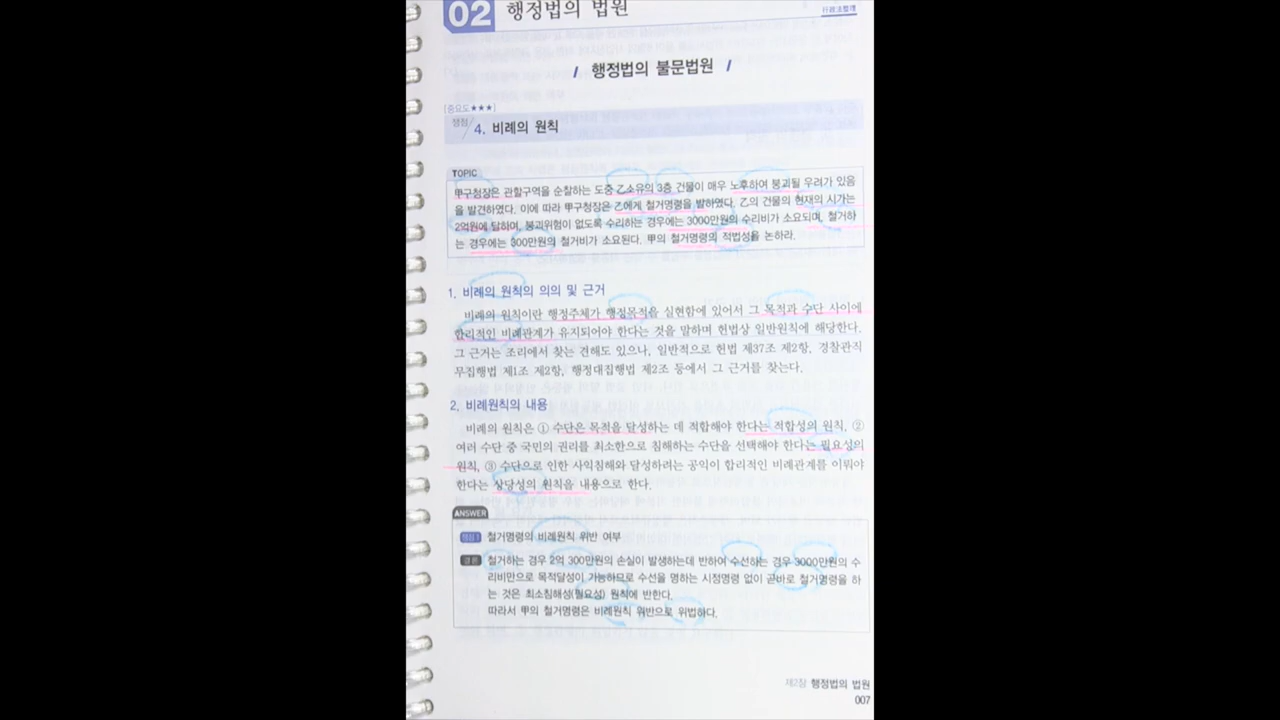 02 행정법의 법원
行政法整理
/ 행정법의 불문법원 /
[중요도★★★]
쟁점/ 4. 비례의 원칙
TOPIC
甲구청장은 관할구역을 순찰하는 도중 乙소유의 3층 건물이 매우 노후하여 붕괴될 우려가 있음
을 발견하였다. 이에 따라 甲구청장은 乙에게 철거명령을 발하였다. 乙의 건물의 현재의 시가는
2억원에 달하며, 붕괴위험이 없도록 수리하는 경우에는 3000만원의 수리비가 소요되며, 철거하
는 경우에는 300만원의 철거비가 소요된다. 甲의 철거명령의 적법성을 논하라.
1. 비례의 원칙의 의의 및 근거
비례의 원칙이란 행정주체가 행정목적을 실현함에 있어서 그 목적과 수단 사이에
합리적인 비례관계가 유지되어야 한다는 것을 말하며 헌법상 일반원칙에 해당한다.
그 근거는 조리에서 찾는 견해도 있으나, 일반적으로 헌법 제37조 제2항, 경찰관직
무집행법 제1조 제2항, 행정대집행법 제2조 등에서 그 근거를 찾는다.
2. 비례원칙의 내용
비례의 원칙은 ① 수단은 목적을 달성하는 데 적합해야 한다는 적합성의 원칙, ②
여러 수단 중 국민의 권리를 최소한으로 침해하는 수단을 선택해야 한다는 필요성의
원칙, ③ 수단으로 인한 사익침해와 달성하려는 공익이 합리적인 비례관계를 이뤄야
한다는 상당성의 원칙을 내용으로 한다.
ANSWER
쟁점 1 철거명령의 비례원칙 위반 여부
결론 철거하는 경우 2억 300만원의 손실이 발생하는데 반하여 수선하는 경우 3000만원의 수
리비만으로 목적달성이 가능하므로 수선을 명하는 시정명령 없이 곧바로 철거명령을 하
는 것은 최소침해성(필요성) 원칙에 반한다.
따라서 甲의 철거명령은 비례원칙 위반으로 위법하다.
제2장 행정법의 법원
007